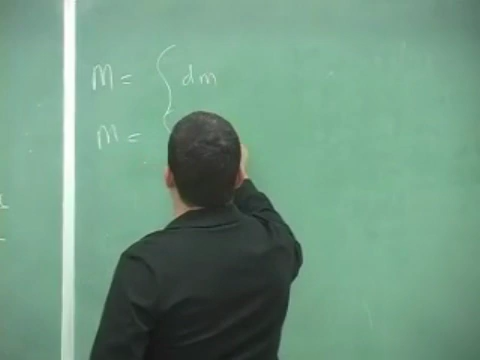 M = ∫ dm
M =